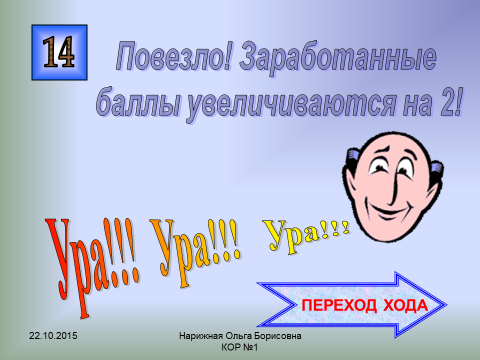 14
Повезло! Заработанные
баллы увеличиваются на 2!
Ура!!! Ура!!! Ура!!!
ПЕРЕХОД ХОДА
22.10.2015
Нарижная Ольга Борисовна
КОР №1